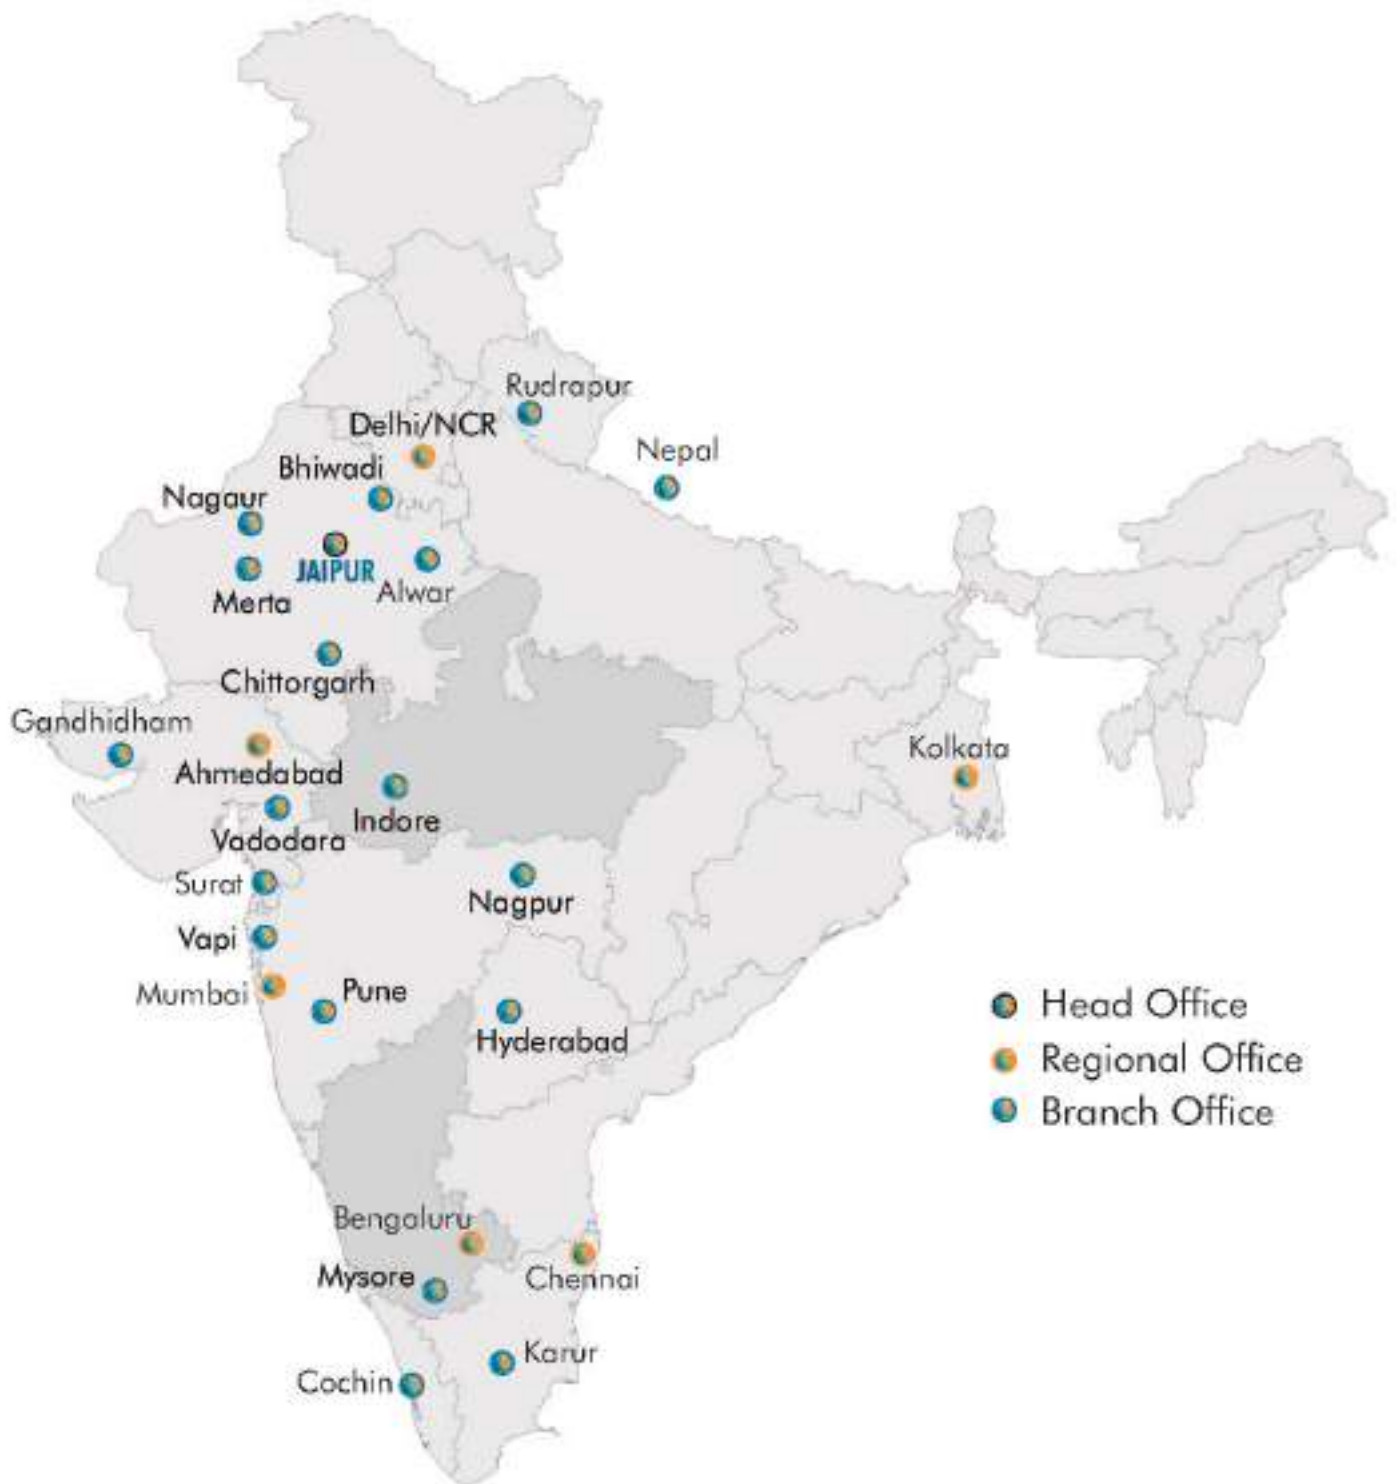 Rudrapur
Delhi/NCR
Nepal
Bhiwadi
Nagaur
JAIPUR
Alwar
Merta
Chittorgarh
Gandhidham
Kolkata
Ahmedabad
Indore
Vadodara
Surat
Nagpur
Vapi
Mumbai
Pune
Hyderabad
Head Office
Regional Office
Branch Office
Bengaluru
Mysore
Chennai
Karur
Cochin